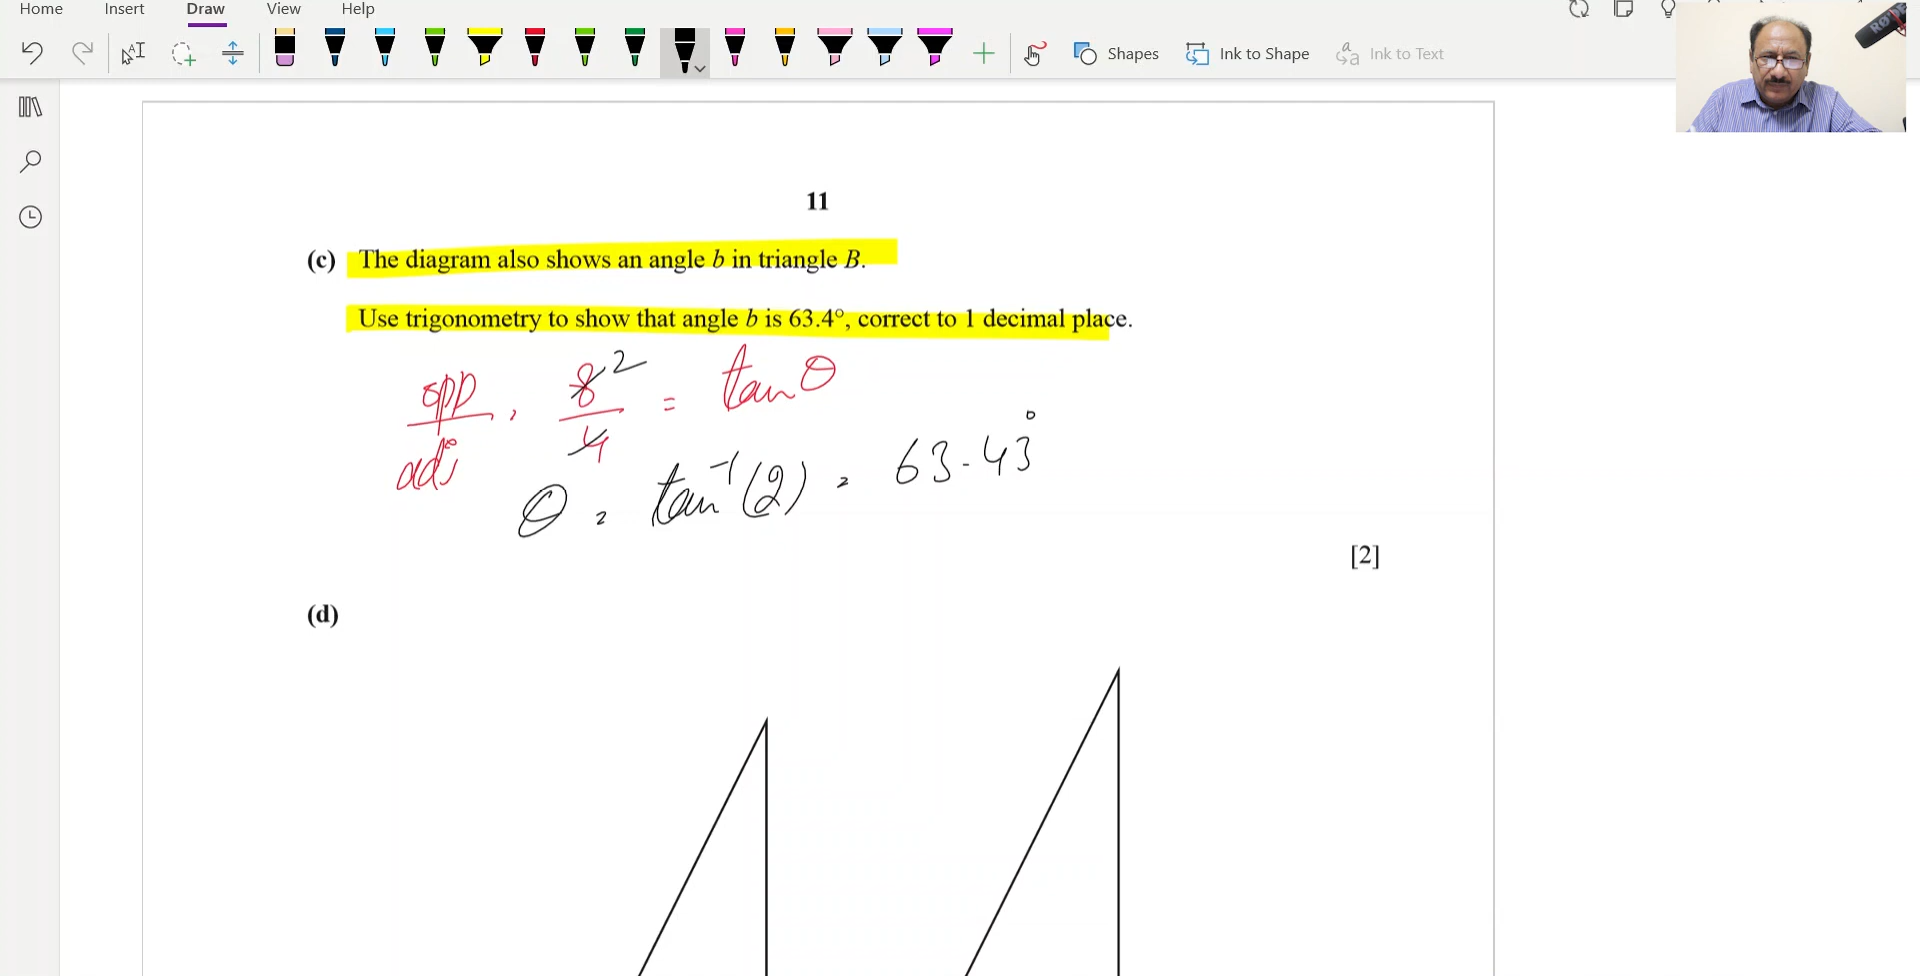 Home Insert Draw View Help
Shapes Ink to Shape Ink to Text
RODE
11
(c) The diagram also shows an angle b in triangle B.
Use trigonometry to show that angle b is 63.4°, correct to 1 decimal place.
opp/adj, 8/4 2 = tan θ
θ = tan⁻¹(2) = 63.43°
[2]
(d)